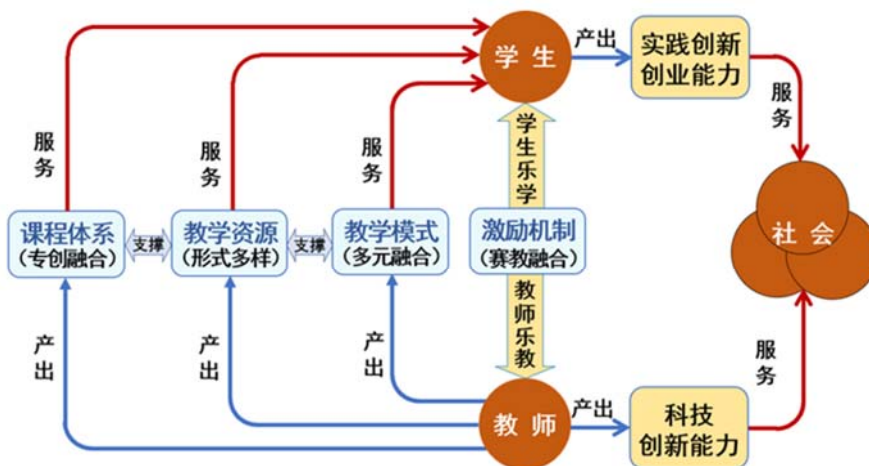 学生
产出
实践创新
创业能力
服务
服务
服务
服务
学生乐学
课程体系
(专创融合)
支撑
教学资源
(形式多样)
支撑
教学模式
(多元融合)
激励机制
(赛教融合)
社会
产出
产出
产出
教师乐教
服务
教师
产出
科技
创新能力